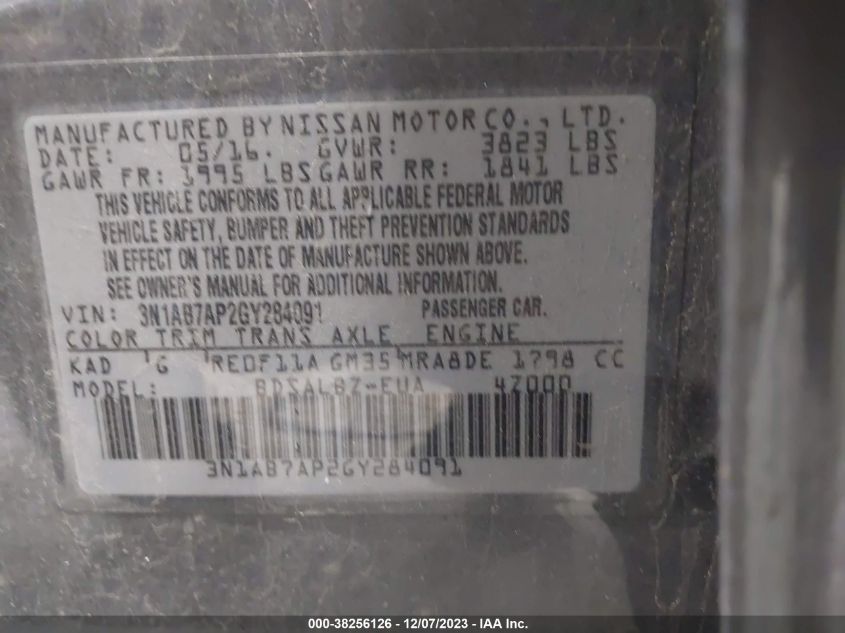 MANUFACTURED BY NISSAN MOTOR CO., LTD.
DATE: 05/16. GVWR: 3823 LBS
GAWR FR: 1995 LBS GAWR RR: 1841 LBS
THIS VEHICLE CONFORMS TO ALL APPLICABLE FEDERAL MOTOR
VEHICLE SAFETY, BUMPER AND THEFT PREVENTION STANDARDS
IN EFFECT ON THE DATE OF MANUFACTURE SHOWN ABOVE.
SEE OWNER'S MANUAL FOR ADDITIONAL INFORMATION.
VIN: 3N1AB7AP2GY284091 PASSENGER CAR.
COLOR TRIM TRANS AXLE ENGINE
KAD G RE0F11A GM35 MRA8DE 1798 CC
MODEL: BDSALBZ-EUA 4Z000
3N1AB7AP2GY284091
000-38256126 - 12/07/2023 - IAA Inc.